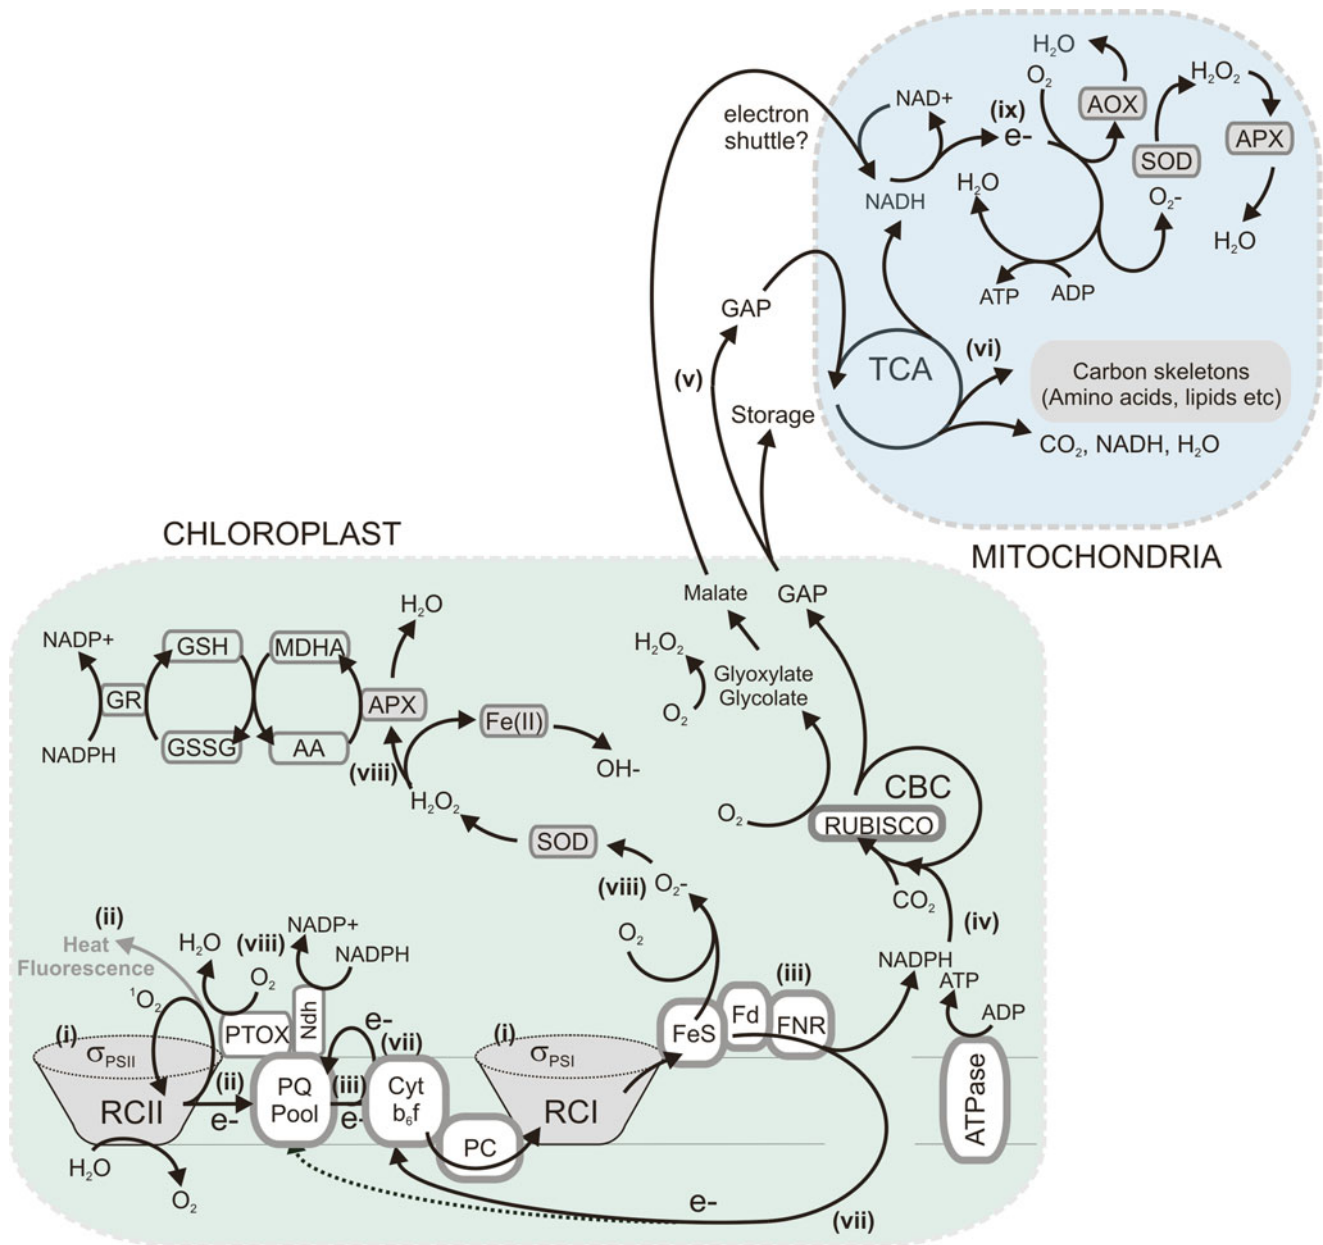 H₂O
O₂
AOX
H₂O₂
SOD
APX
O₂-
H₂O
electron
shuttle?
NAD+
(ix)
e-
NADH
H₂O
ATP
ADP
GAP
(v)
TCA
(vi)
Carbon skeletons
(Amino acids, lipids etc)
CO₂, NADH, H₂O
Storage
CHLOROPLAST
MITOCHONDRIA
NADP+
GR
NADPH
GSH
GSSG
MDHA
AA
APX
H₂O
(viii)
Fe(II)
OH-
H₂O₂
SOD
(viii)
O₂-
O₂
Malate
GAP
H₂O₂
O₂
Glyoxylate
Glycolate
O₂
CBC
RUBISCO
CO₂
(iv)
(ii)
Heat
Fluorescence
H₂O
(viii)
O₂
NADP+
NADPH
¹O₂
PTOX
Ndh
e-
(vii)
(i)
σPSII
RCII
(ii)
e-
PQ
Pool
(iii)
e-
Cyt
b₆f
PC
(i)
σPSI
RCI
FeS
Fd
(iii)
FNR
NADPH
ATP
ADP
ATPase
H₂O
O₂
e-
(vii)